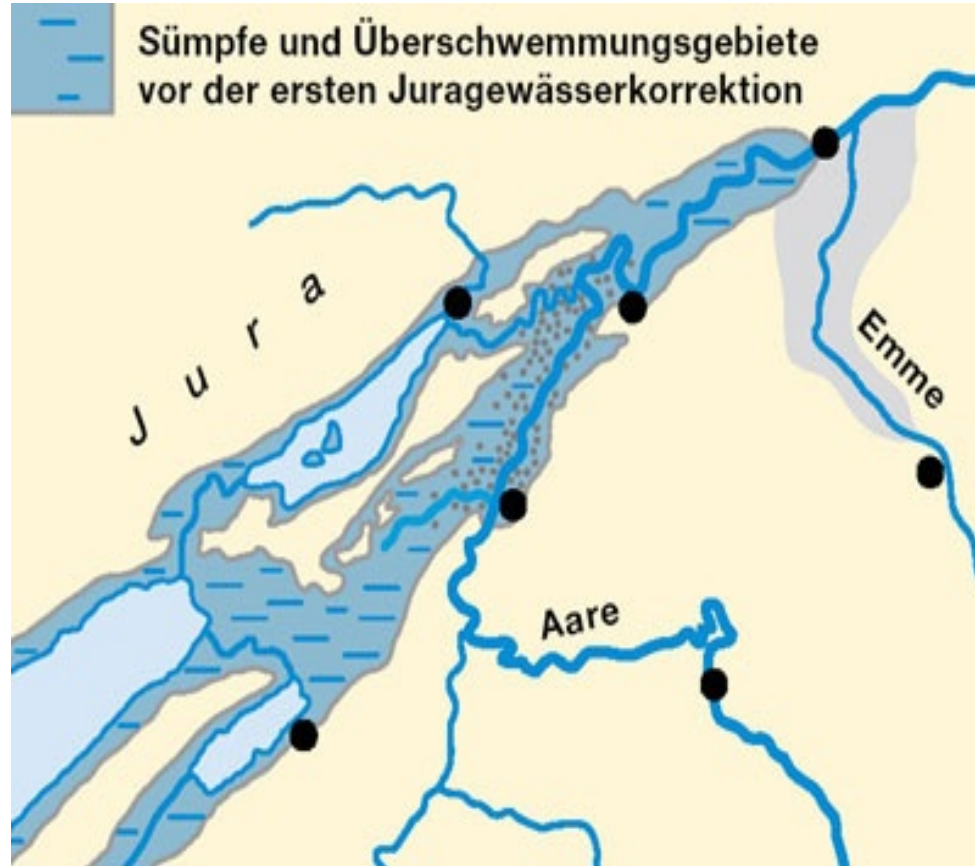 Sümpfe und Überschwemmungsgebiete
vor der ersten Juragewässerkorrektion
Jura
Emme
Aare